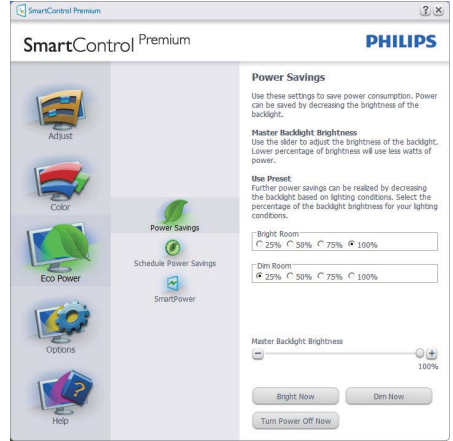 SmartControl Premium
SmartControl Premium
PHILIPS
Adjust
Color
Eco Power
Options
Help
Power Savings
Schedule Power Savings
SmartPower
Power Savings
Use these settings to save power consumption. Power
can be saved by decreasing the brightness of the
backlight.
Master Backlight Brightness
Use the slider to adjust the brightness of the backlight.
Lower percentage of brightness will use less watts of
power.
Use Preset
Further power savings can be realized by decreasing
the backlight based on lighting conditions. Select the
percentage of the backlight brightness for your lighting
conditions.
Bright Room
25% 50% 75% 100%
Dim Room
25% 50% 75% 100%
Master Backlight Brightness
100%
Bright Now Dim Now
Turn Power Off Now